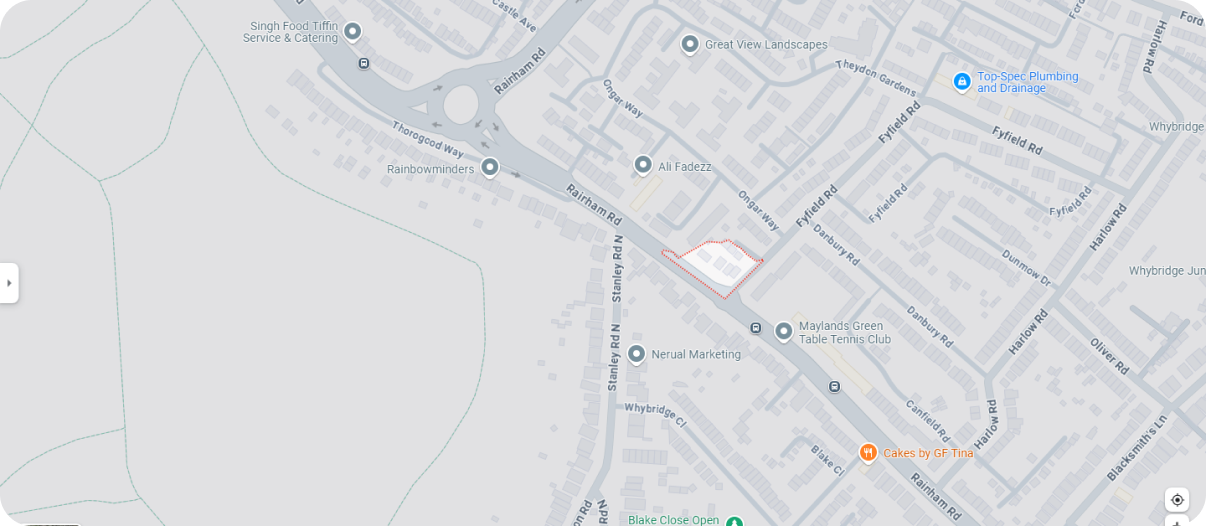 Castle Ave
Ford
Singh Food Tiffin
Service & Catering
Great View Landscapes
Harlow Rd
Rainham Rd
Theydon Gardens
Top-Spec Plumbing
and Drainage
Ongar Way
Fyfield Rd
Whybridge
Thorogood Way
Fyfield Rd
Rainbowminders
Ali Fadezz
Rainham Rd
Ongar Way
Fyfield Rd
Fyfield Rd
Fyfield Rd
Harlow Rd
Danbury Rd
Stanley Rd N
Dunmow Dr
Whybridge Jun
Maylands Green
Table Tennis Club
Danbury Rd
Harlow Rd
Stanley Rd N
Nerual Marketing
Oliver Rd
Whybridge Cl
Canfield Rd
Harlow Rd
Blacksmith's Ln
Blake Cl
Cakes by GF Tina
Rainham Rd
Blake Close Open